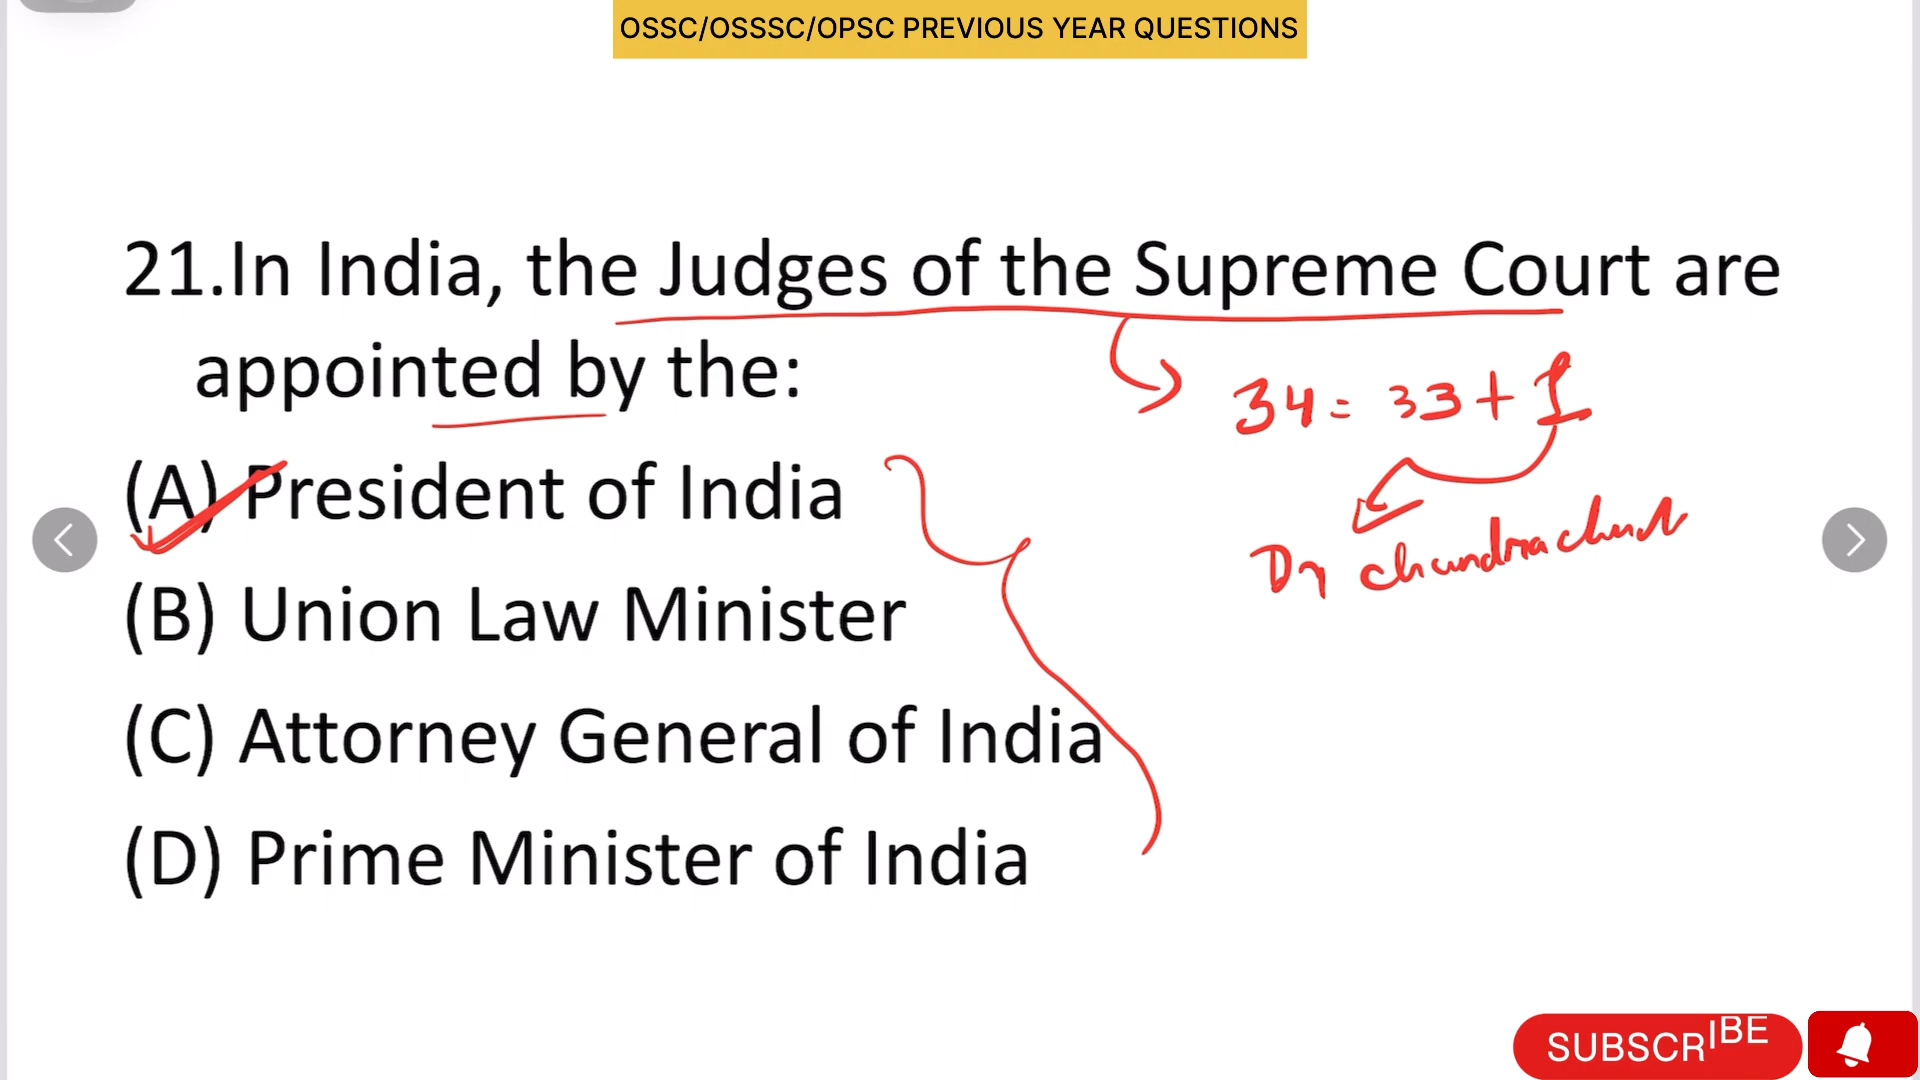 OSSC/OSSSC/OPSC PREVIOUS YEAR QUESTIONS
21.In India, the Judges of the Supreme Court are
appointed by the:
34 = 33 + 1
(A) President of India
Dy chandrachud
(B) Union Law Minister
(C) Attorney General of India
(D) Prime Minister of India
SUBSCRIBE